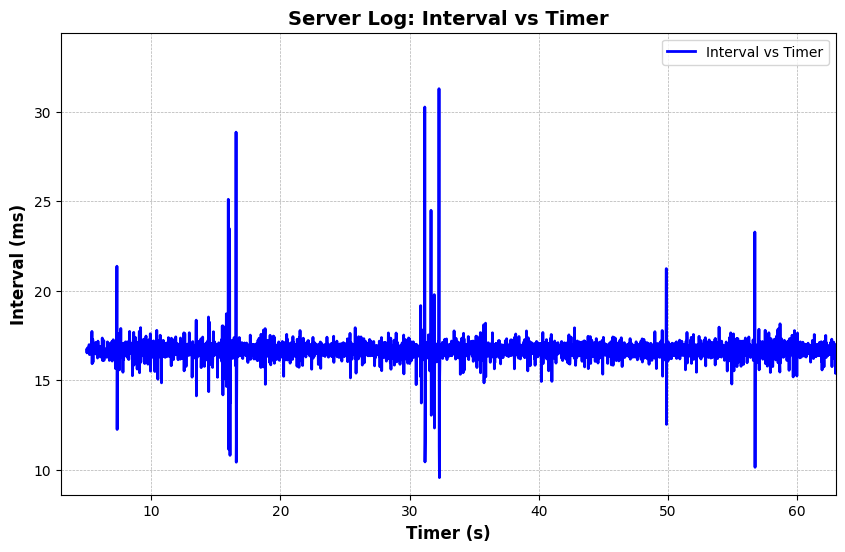 Server Log: Interval vs Timer
Interval vs Timer
Interval (ms)
30
25
20
15
10
10 20 30 40 50 60
Timer (s)